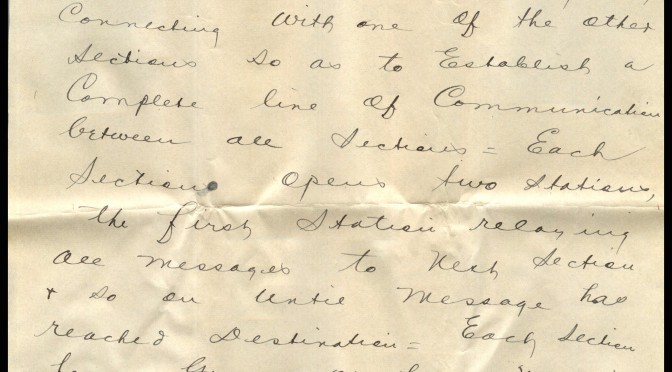 Connecting with one of the other
Sections so as to Establish a
Complete line of Communication
between all Sections = Each
Section opens two Stations,
the first Station relaying
all messages to Next Section
+ so on Until Message has
reached Destination = Each Section